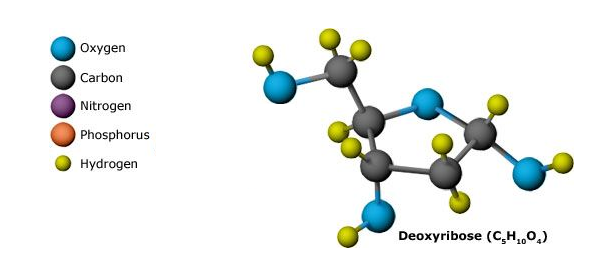 Oxygen
Carbon
Nitrogen
Phosphorus
Hydrogen
Deoxyribose (C₅H₁₀O₄)